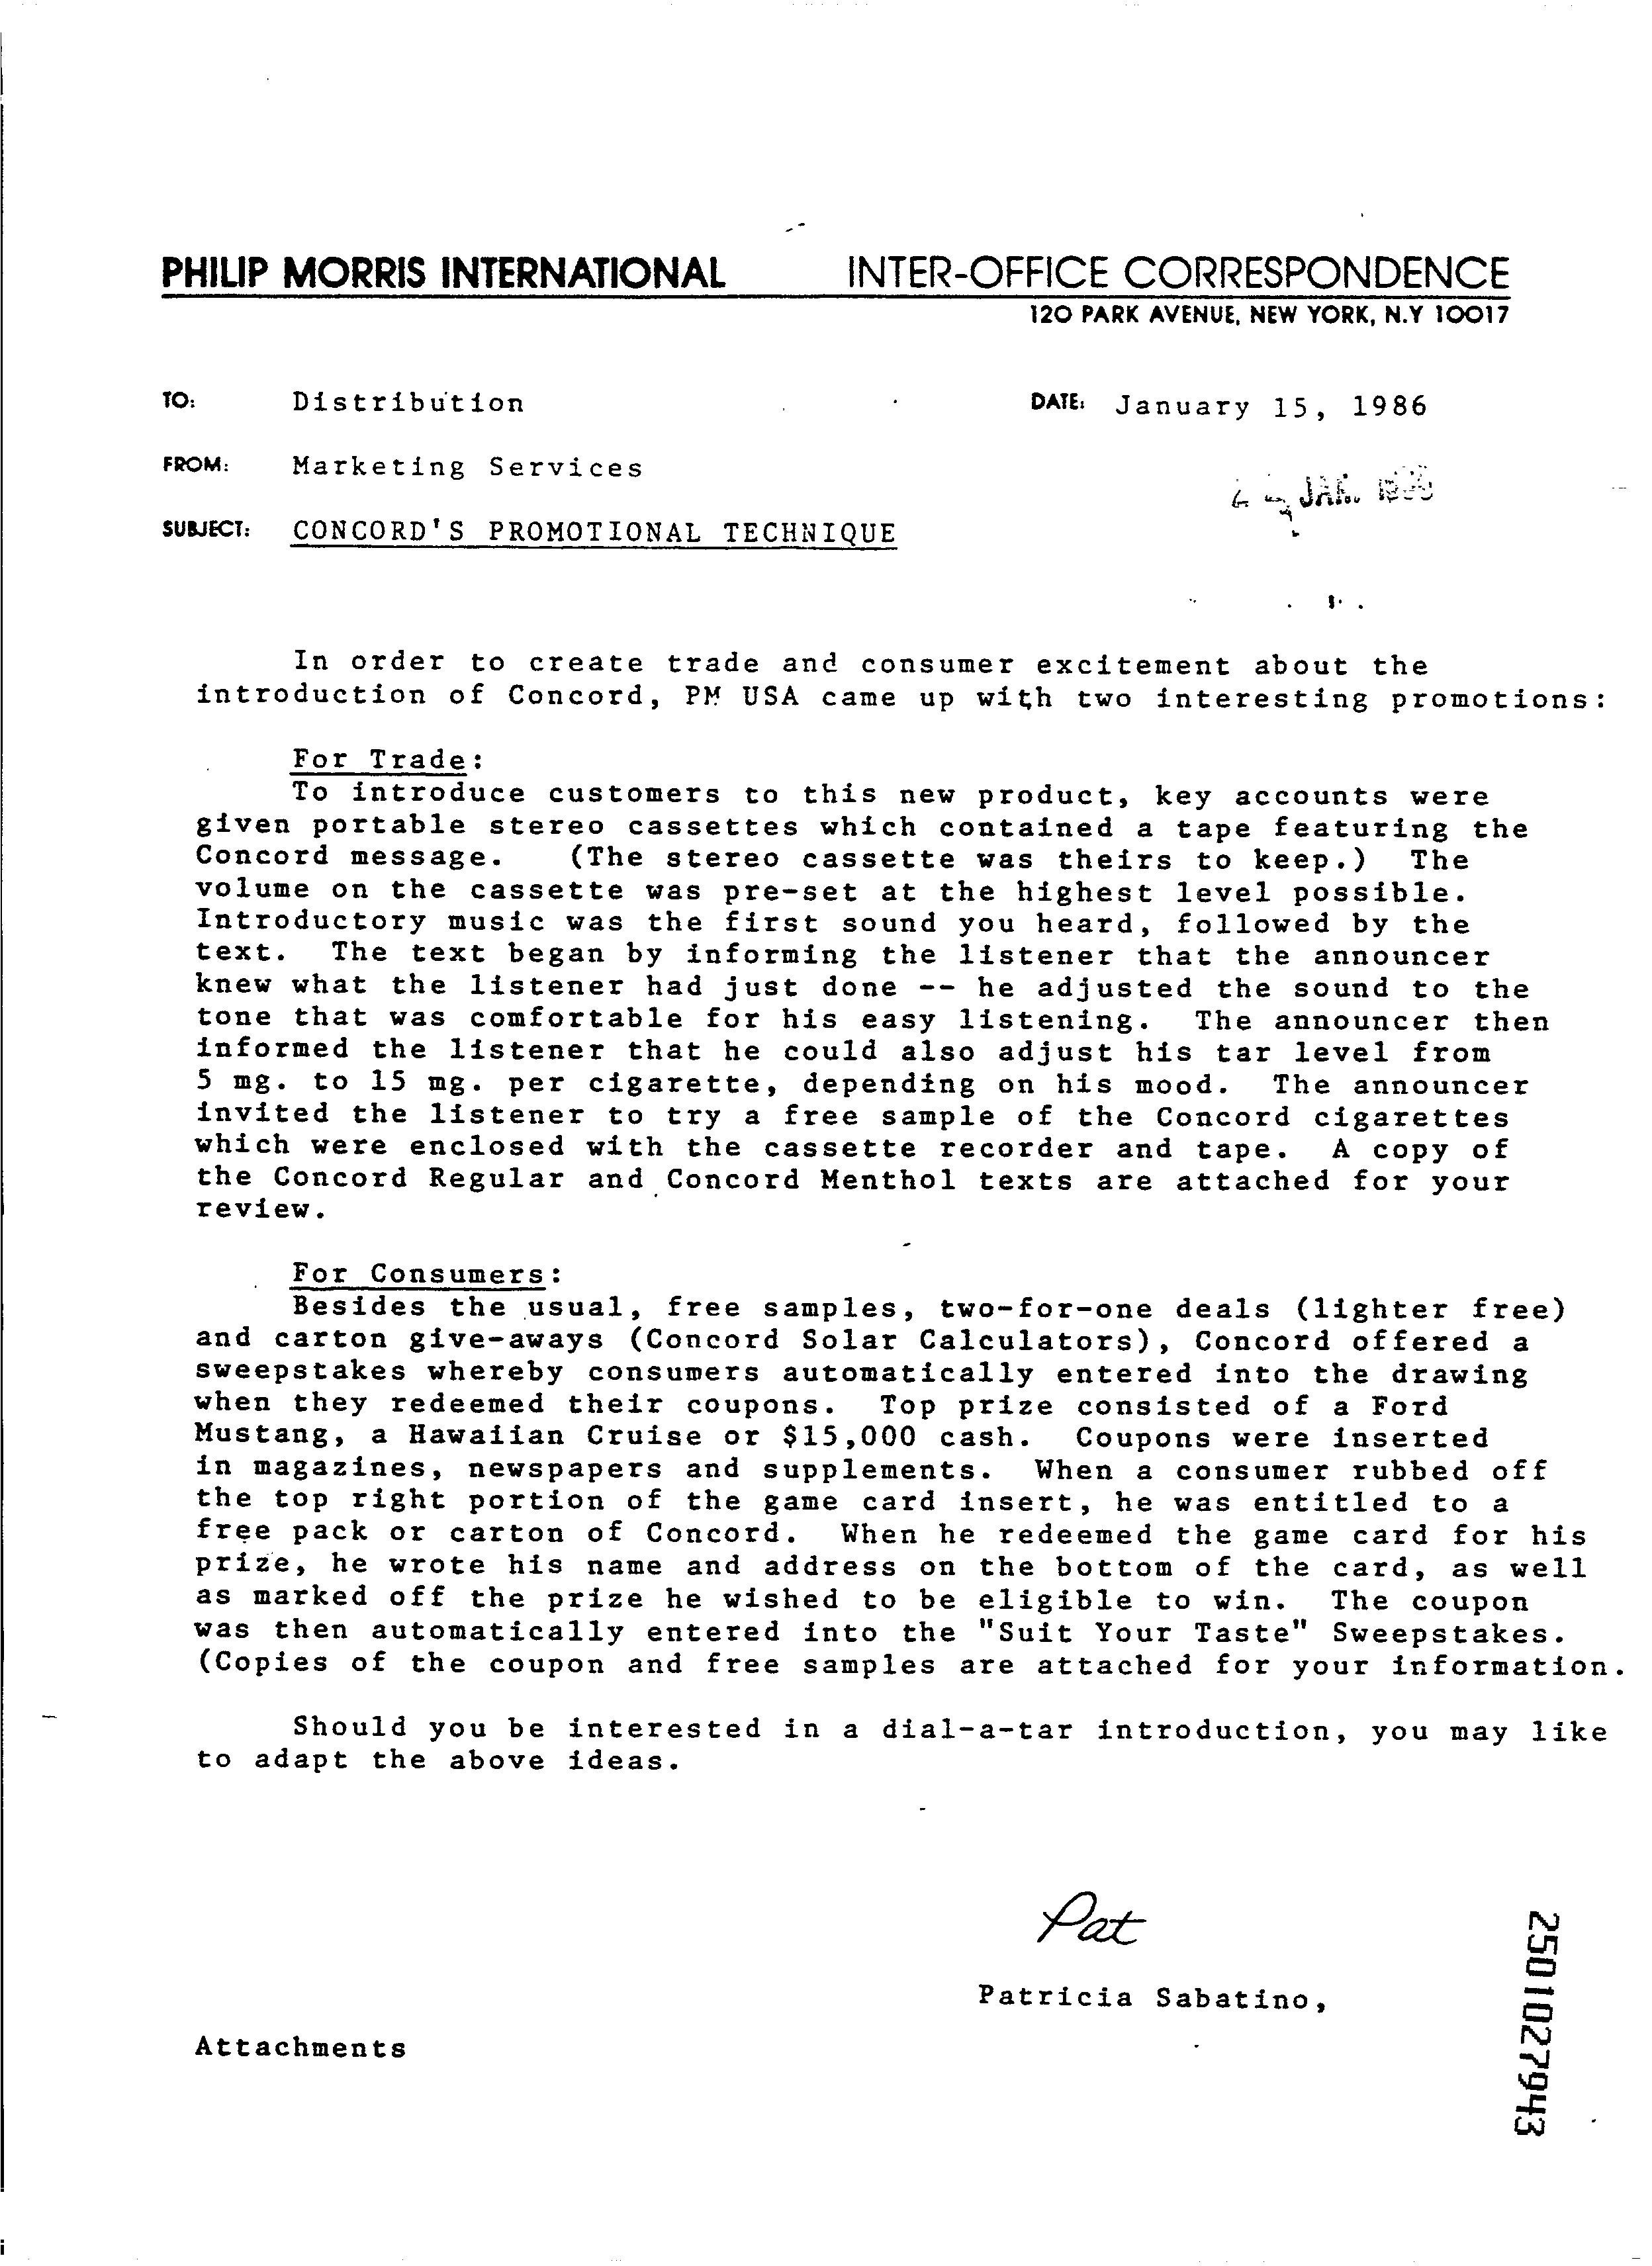 PHILIP MORRIS INTERNATIONAL INTER-OFFICE CORRESPONDENCE
120 PARK AVENUE, NEW YORK, N.Y 10017
TO: Distribution DATE: January 15, 1986
FROM: Marketing Services
JAN. 1986
SUBJECT: CONCORD'S PROMOTIONAL TECHNIQUE
In order to create trade and consumer excitement about the
introduction of Concord, PM USA came up with two interesting promotions:
For Trade:
To introduce customers to this new product, key accounts were
given portable stereo cassettes which contained a tape featuring the
Concord message. (The stereo cassette was theirs to keep.) The
volume on the cassette was pre-set at the highest level possible.
Introductory music was the first sound you heard, followed by the
text. The text began by informing the listener that the announcer
knew what the listener had just done -- he adjusted the sound to the
tone that was comfortable for his easy listening. The announcer then
informed the listener that he could also adjust his tar level from
5 mg. to 15 mg. per cigarette, depending on his mood. The announcer
invited the listener to try a free sample of the Concord cigarettes
which were enclosed with the cassette recorder and tape. A copy of
the Concord Regular and Concord Menthol texts are attached for your
review.
For Consumers:
Besides the usual, free samples, two-for-one deals (lighter free)
and carton give-aways (Concord Solar Calculators), Concord offered a
sweepstakes whereby consumers automatically entered into the drawing
when they redeemed their coupons. Top prize consisted of a Ford
Mustang, a Hawaiian Cruise or $15,000 cash. Coupons were inserted
in magazines, newspapers and supplements. When a consumer rubbed off
the top right portion of the game card insert, he was entitled to a
free pack or carton of Concord. When he redeemed the game card for his
prize, he wrote his name and address on the bottom of the card, as well
as marked off the prize he wished to be eligible to win. The coupon
was then automatically entered into the "Suit Your Taste" Sweepstakes.
(Copies of the coupon and free samples are attached for your information.
Should you be interested in a dial-a-tar introduction, you may like
to adapt the above ideas.
Pat
Patricia Sabatino,
Attachments
2501027943